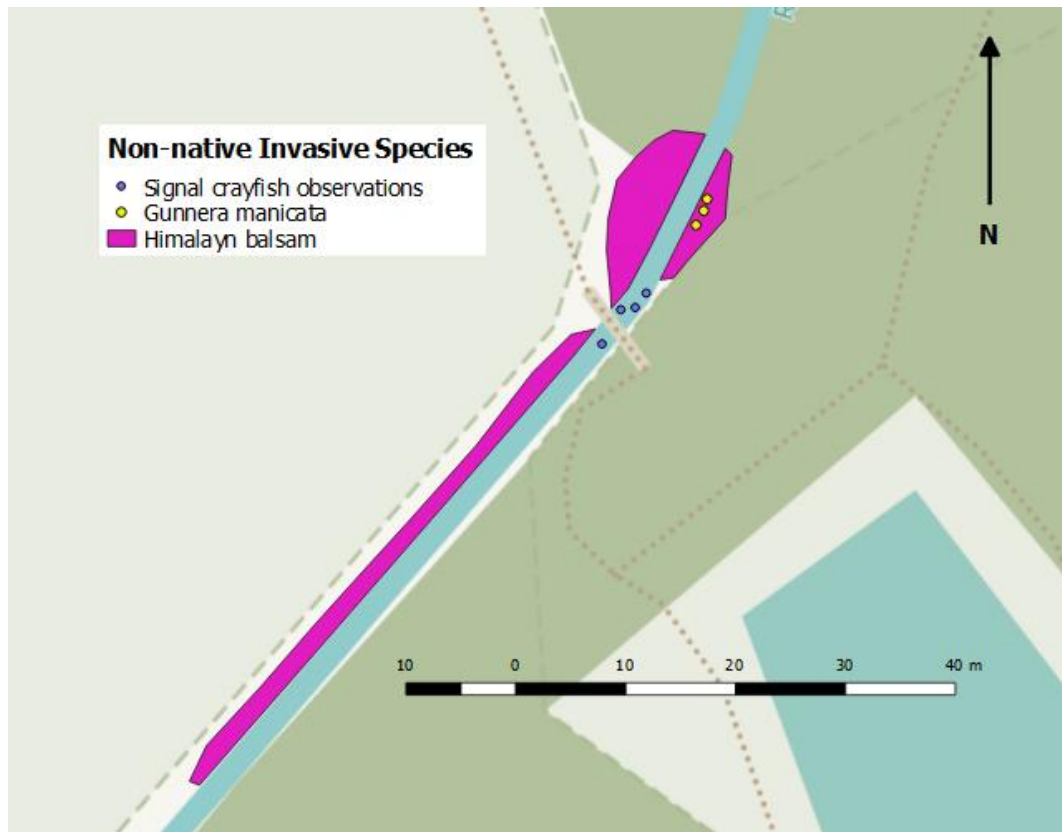 R
Non-native Invasive Species
Signal crayfish observations
Gunnera manicata
Himalayn balsam
N
10 0 10 20 30 40 m